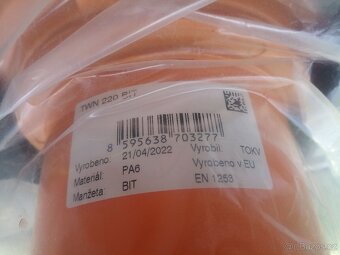 TWN 220 BIT
8 595638 703277
Vyrobeno: 21/04/2022 Vyrobil: TOKV
Materiál: PA6 Vyrobeno v EU
Manžeta: BIT EN 1253